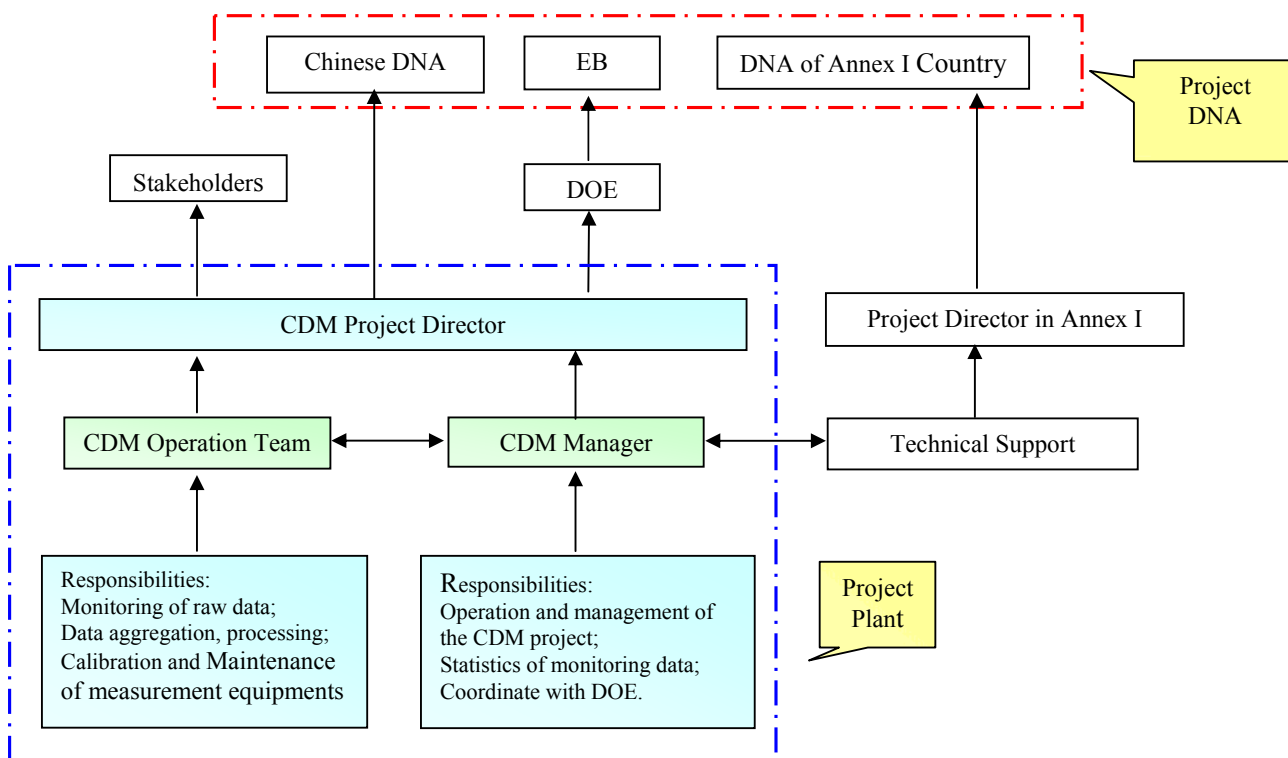 Chinese DNA
EB
DNA of Annex I Country
Project
DNA
Stakeholders
DOE
CDM Project Director
Project Director in Annex I
CDM Operation Team
CDM Manager
Technical Support
Responsibilities:
Monitoring of raw data;
Data aggregation, processing;
Calibration and Maintenance
of measurement equipments
Responsibilities:
Operation and management of
the CDM project;
Statistics of monitoring data;
Coordinate with DOE.
Project
Plant